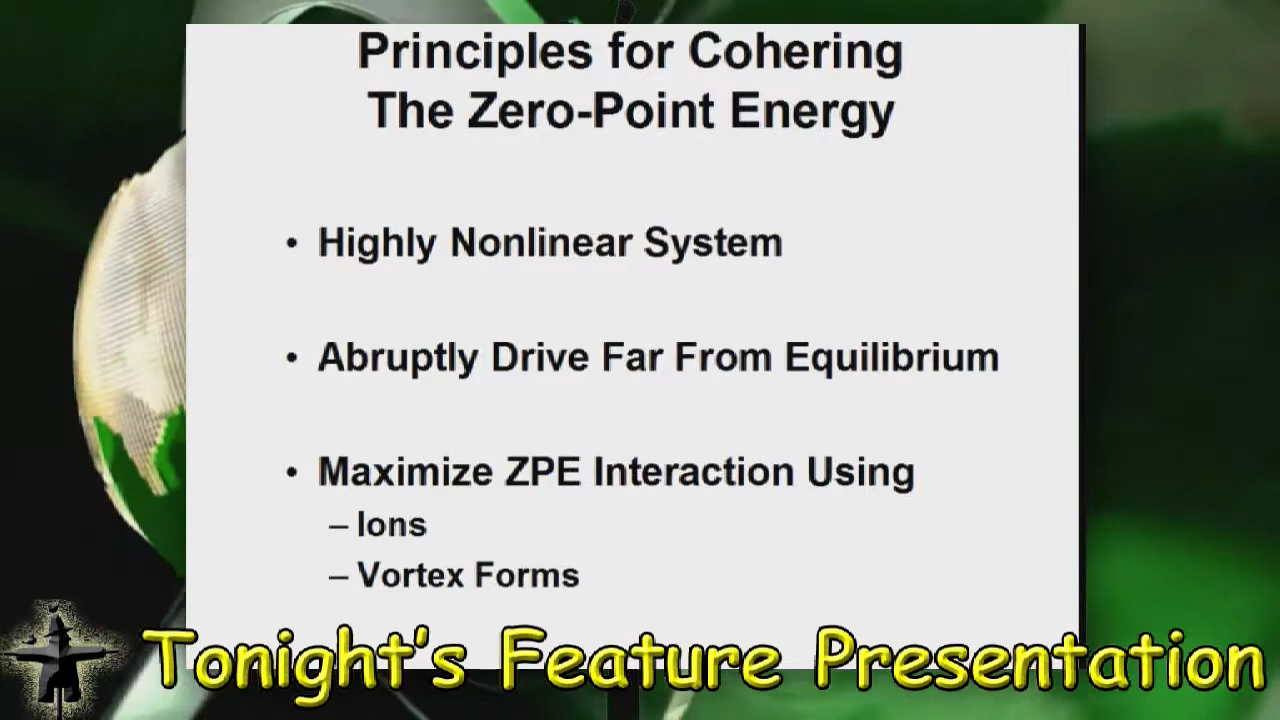 Principles for Cohering
The Zero-Point Energy
• Highly Nonlinear System
• Abruptly Drive Far From Equilibrium
• Maximize ZPE Interaction Using
– Ions
– Vortex Forms
Tonight's Feature Presentation